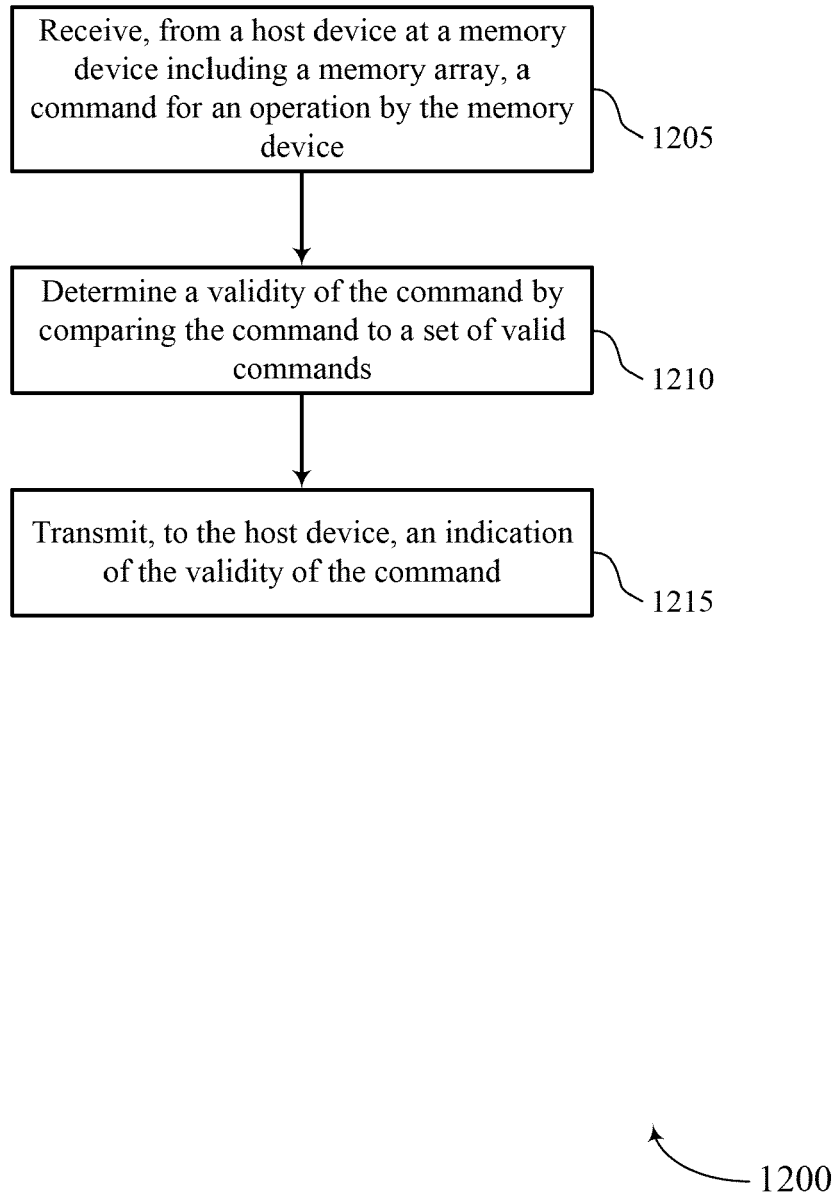 Receive, from a host device at a memory
device including a memory array, a
command for an operation by the memory
device
1205
Determine a validity of the command by
comparing the command to a set of valid
commands
1210
Transmit, to the host device, an indication
of the validity of the command
1215
1200